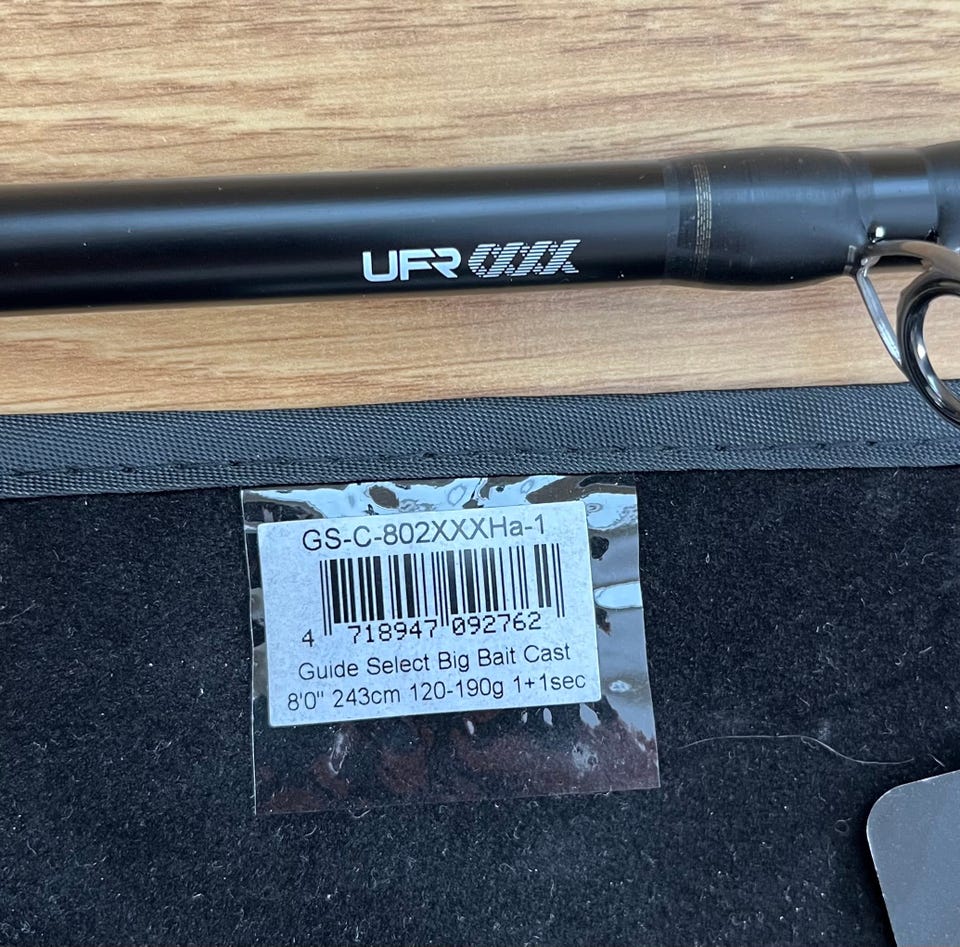 UFR
GS-C-802XXXHa-1
4 718947 092762
Guide Select Big Bait Cast
8'0" 243cm 120-190g 1+1sec